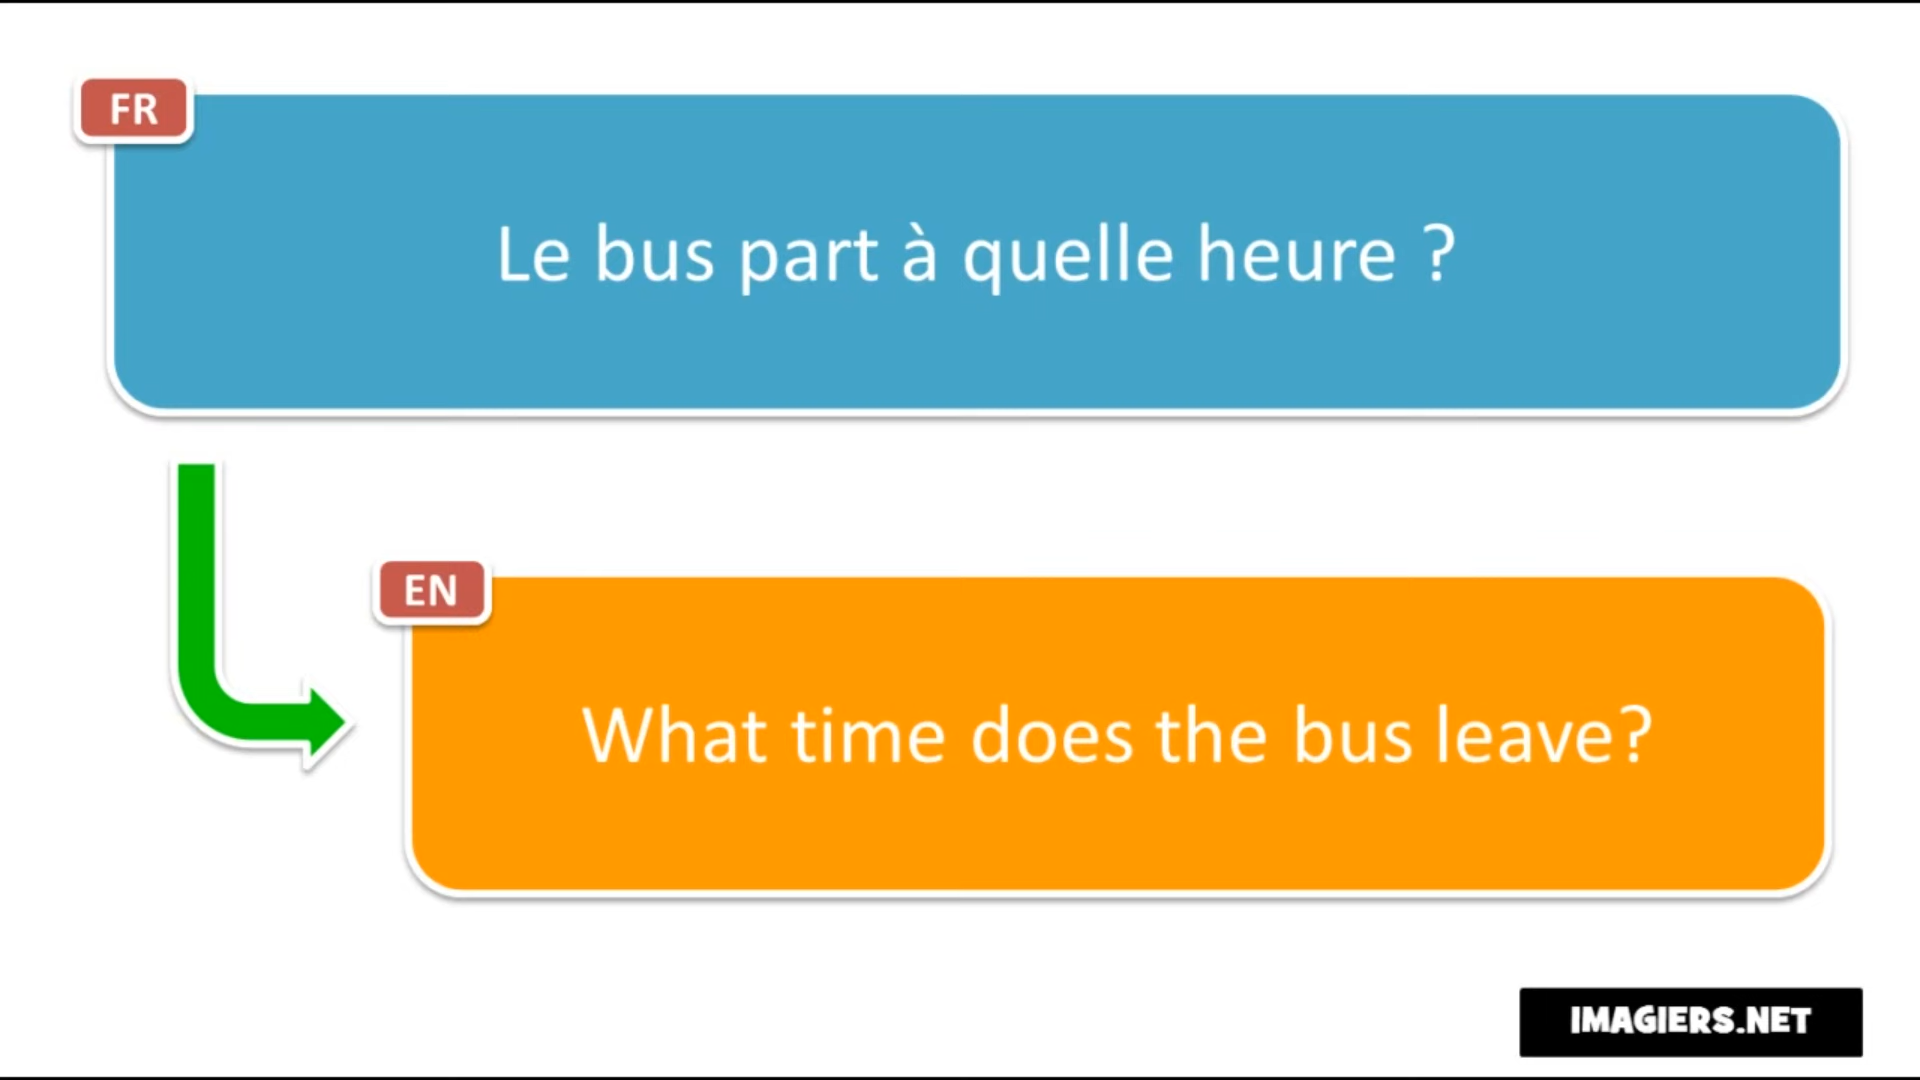 FR
Le bus part à quelle heure ?
EN
What time does the bus leave?
IMAGIERS.NET